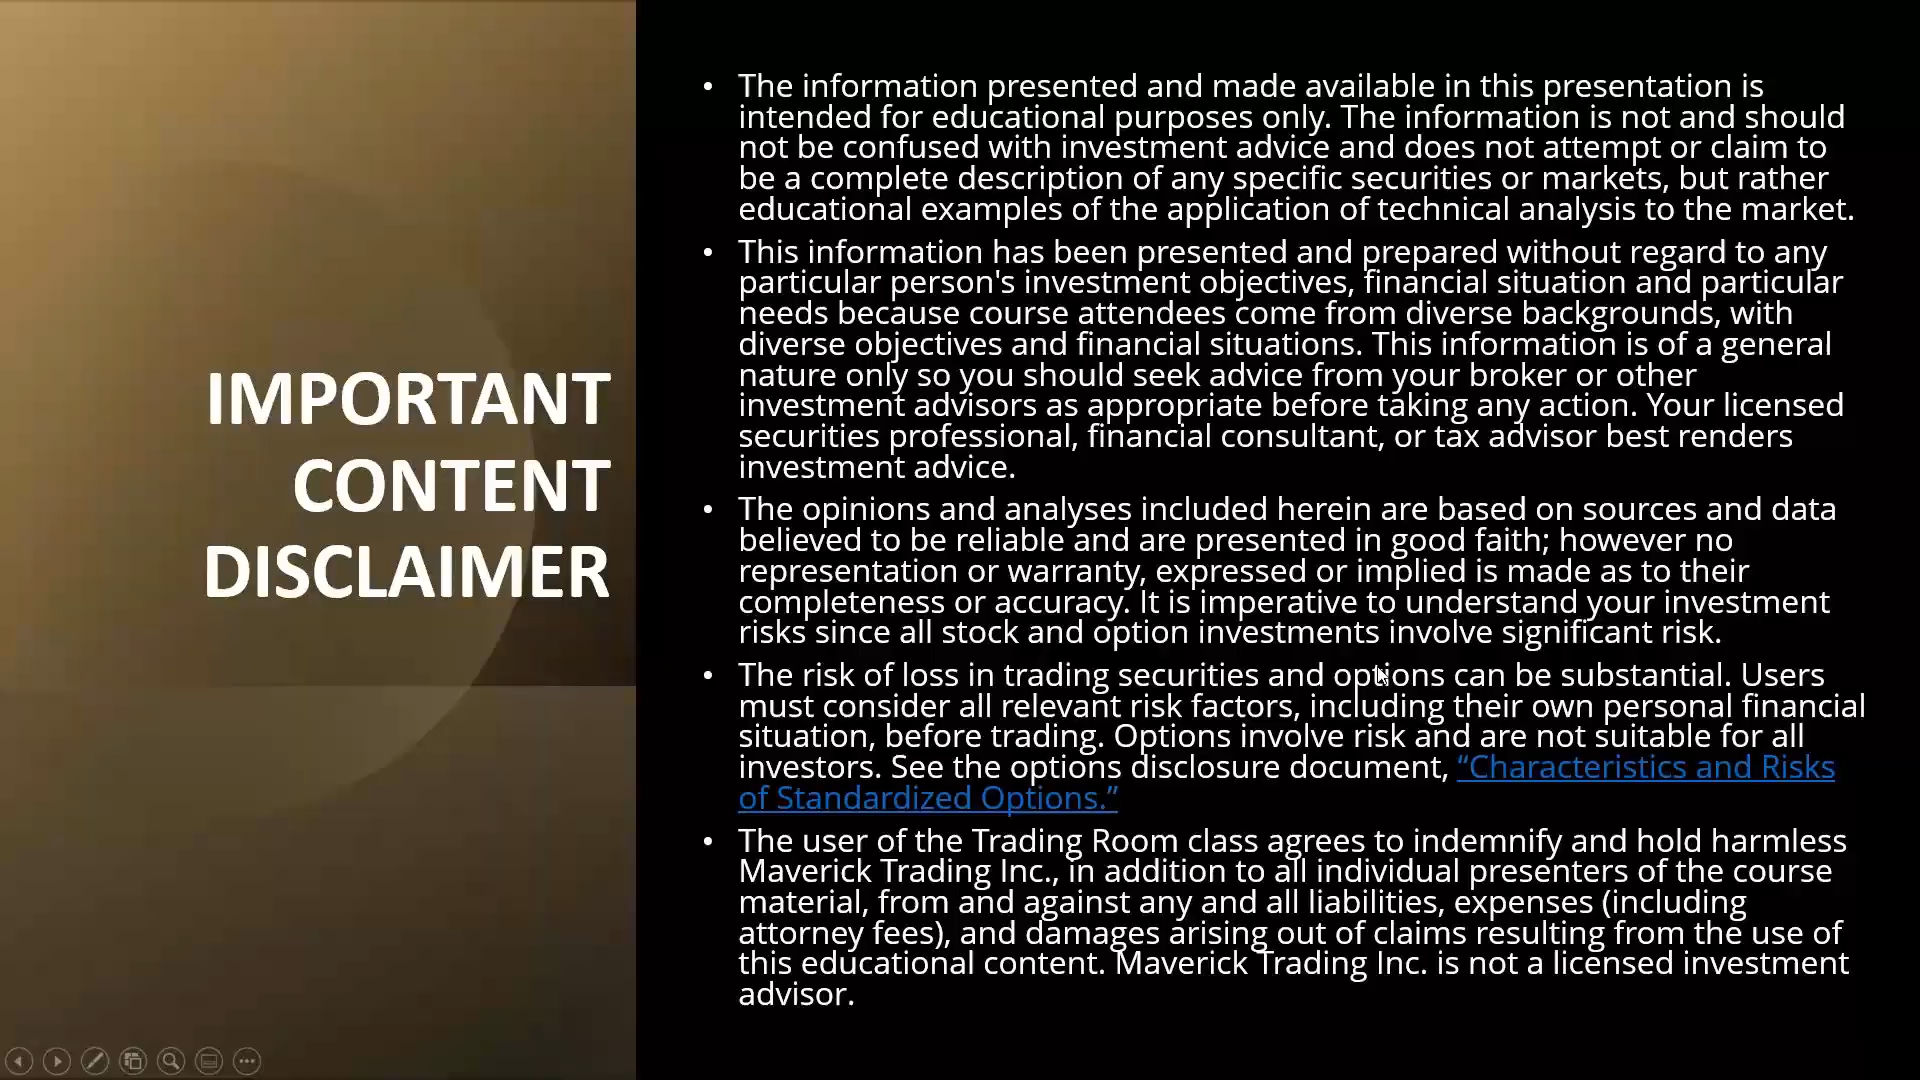 IMPORTANT
CONTENT
DISCLAIMER
• The information presented and made available in this presentation is
intended for educational purposes only. The information is not and should
not be confused with investment advice and does not attempt or claim to
be a complete description of any specific securities or markets, but rather
educational examples of the application of technical analysis to the market.
• This information has been presented and prepared without regard to any
particular person's investment objectives, financial situation and particular
needs because course attendees come from diverse backgrounds, with
diverse objectives and financial situations. This information is of a general
nature only so you should seek advice from your broker or other
investment advisors as appropriate before taking any action. Your licensed
securities professional, financial consultant, or tax advisor best renders
investment advice.
• The opinions and analyses included herein are based on sources and data
believed to be reliable and are presented in good faith; however no
representation or warranty, expressed or implied is made as to their
completeness or accuracy. It is imperative to understand your investment
risks since all stock and option investments involve significant risk.
• The risk of loss in trading securities and options can be substantial. Users
must consider all relevant risk factors, including their own personal financial
situation, before trading. Options involve risk and are not suitable for all
investors. See the options disclosure document, “Characteristics and Risks
of Standardized Options.”
• The user of the Trading Room class agrees to indemnify and hold harmless
Maverick Trading Inc., in addition to all individual presenters of the course
material, from and against any and all liabilities, expenses (including
attorney fees), and damages arising out of claims resulting from the use of
this educational content. Maverick Trading Inc. is not a licensed investment
advisor.